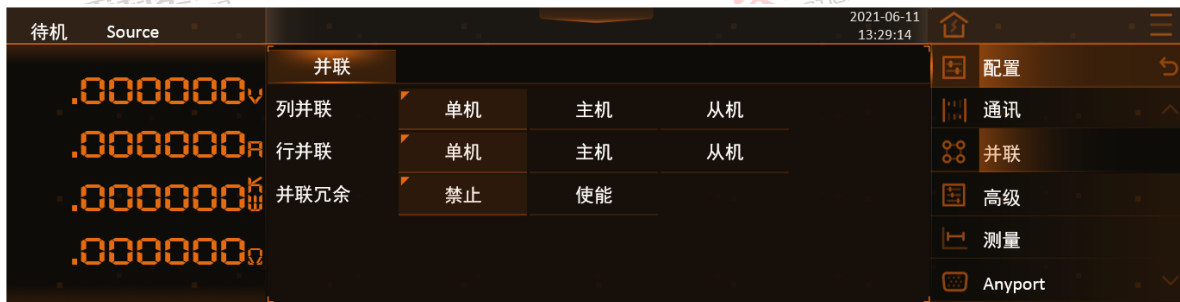 待机 Source
2021-06-11
13:29:14
.000000V
.000000A
.000000KW
.000000Ω
并联
列并联 单机 主机 从机
行并联 单机 主机 从机
并联冗余 禁止 使能
配置
通讯
并联
高级
测量
Anyport